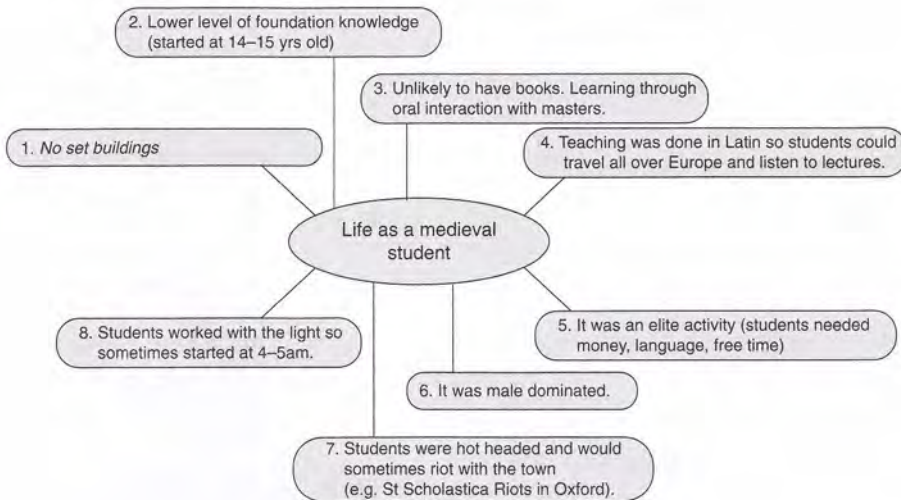 2. Lower level of foundation knowledge
(started at 14–15 yrs old)
3. Unlikely to have books. Learning through
oral interaction with masters.
1. No set buildings
4. Teaching was done in Latin so students could
travel all over Europe and listen to lectures.
Life as a medieval
student
8. Students worked with the light so
sometimes started at 4–5am.
5. It was an elite activity (students needed
money, language, free time)
6. It was male dominated.
7. Students were hot headed and would
sometimes riot with the town
(e.g. St Scholastica Riots in Oxford).